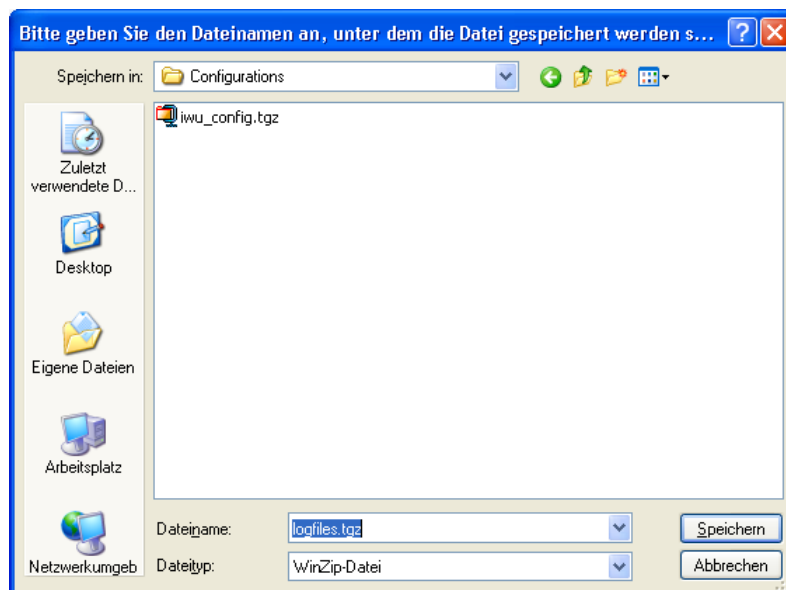 Bitte geben Sie den Dateinamen an, unter dem die Datei gespeichert werden s...
Speichern in:
Configurations
iwu_config.tgz
Zuletzt
verwendete D...
Desktop
Eigene Dateien
Arbeitsplatz
Netzwerkumgeb
Dateiname:
logfiles.tgz
Speichern
Dateityp:
WinZip-Datei
Abbrechen